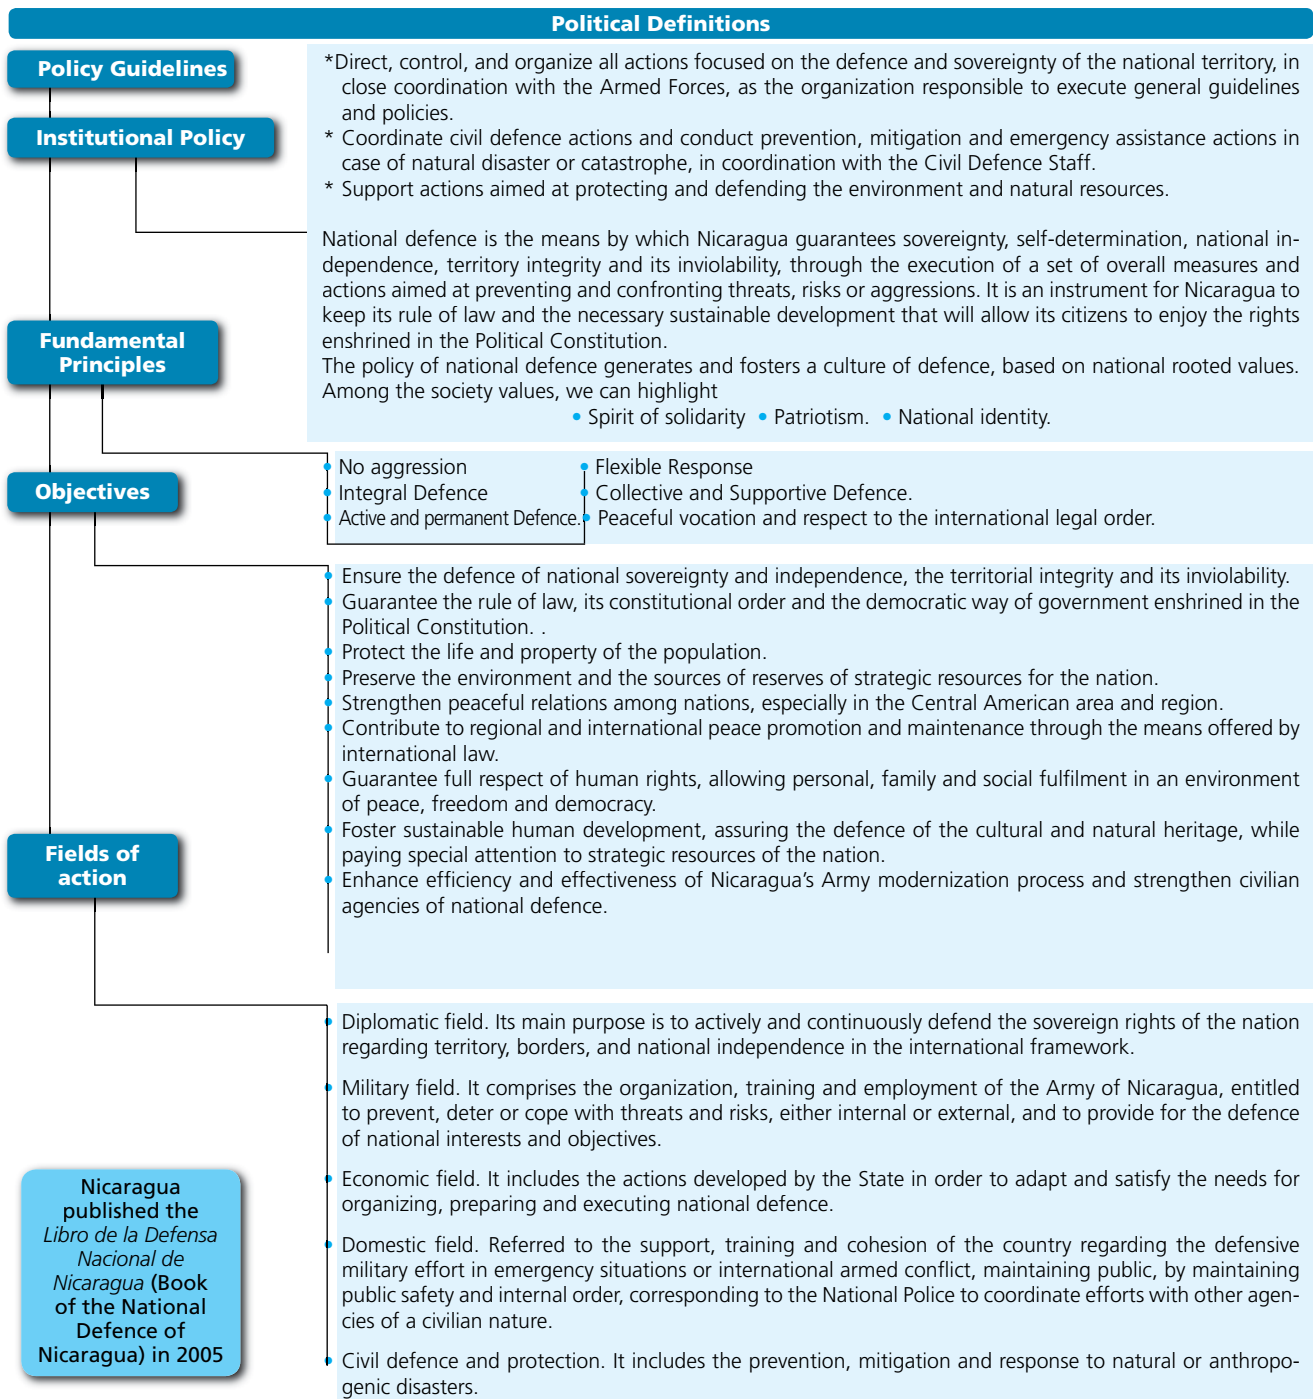 Political Definitions
Policy Guidelines
*Direct, control, and organize all actions focused on the defence and sovereignty of the national territory, in
close coordination with the Armed Forces, as the organization responsible to execute general guidelines
and policies.
* Coordinate civil defence actions and conduct prevention, mitigation and emergency assistance actions in
case of natural disaster or catastrophe, in coordination with the Civil Defence Staff.
* Support actions aimed at protecting and defending the environment and natural resources.
Institutional Policy
National defence is the means by which Nicaragua guarantees sovereignty, self-determination, national in-
dependence, territory integrity and its inviolability, through the execution of a set of overall measures and
actions aimed at preventing and confronting threats, risks or aggressions. It is an instrument for Nicaragua to
keep its rule of law and the necessary sustainable development that will allow its citizens to enjoy the rights
enshrined in the Political Constitution.
The policy of national defence generates and fosters a culture of defence, based on national rooted values.
Among the society values, we can highlight
• Spirit of solidarity • Patriotism. • National identity.
Fundamental
Principles
• No aggression
• Integral Defence
• Active and permanent Defence.
• Flexible Response
• Collective and Supportive Defence.
• Peaceful vocation and respect to the international legal order.
Objectives
• Ensure the defence of national sovereignty and independence, the territorial integrity and its inviolability.
• Guarantee the rule of law, its constitutional order and the democratic way of government enshrined in the
Political Constitution. .
• Protect the life and property of the population.
• Preserve the environment and the sources of reserves of strategic resources for the nation.
• Strengthen peaceful relations among nations, especially in the Central American area and region.
• Contribute to regional and international peace promotion and maintenance through the means offered by
international law.
• Guarantee full respect of human rights, allowing personal, family and social fulfilment in an environment
of peace, freedom and democracy.
• Foster sustainable human development, assuring the defence of the cultural and natural heritage, while
paying special attention to strategic resources of the nation.
• Enhance efficiency and effectiveness of Nicaragua's Army modernization process and strengthen civilian
agencies of national defence.
Fields of
action
• Diplomatic field. Its main purpose is to actively and continuously defend the sovereign rights of the nation
regarding territory, borders, and national independence in the international framework.
• Military field. It comprises the organization, training and employment of the Army of Nicaragua, entitled
to prevent, deter or cope with threats and risks, either internal or external, and to provide for the defence
of national interests and objectives.
• Economic field. It includes the actions developed by the State in order to adapt and satisfy the needs for
organizing, preparing and executing national defence.
• Domestic field. Referred to the support, training and cohesion of the country regarding the defensive
military effort in emergency situations or international armed conflict, maintaining public, by maintaining
public safety and internal order, corresponding to the National Police to coordinate efforts with other agen-
cies of a civilian nature.
• Civil defence and protection. It includes the prevention, mitigation and response to natural or anthropo-
genic disasters.
Nicaragua
published the
Libro de la Defensa
Nacional de
Nicaragua (Book
of the National
Defence of
Nicaragua) in 2005